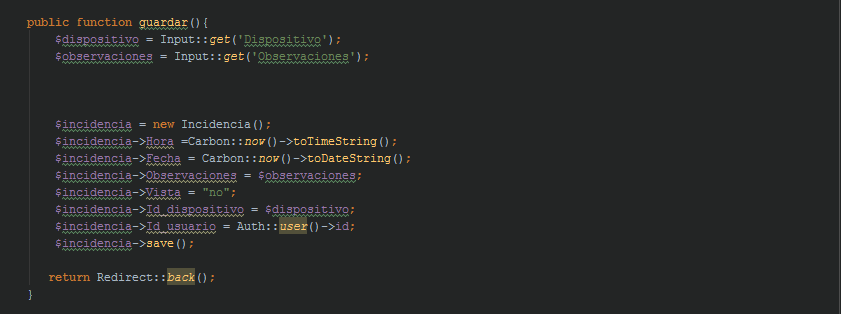 public function guardar(){
$dispositivo = Input::get('Dispositivo');
$observaciones = Input::get('Observaciones');
$incidencia = new Incidencia();
$incidencia->Hora =Carbon::now()->toTimeString();
$incidencia->Fecha = Carbon::now()->toDateString();
$incidencia->Observaciones = $observaciones;
$incidencia->Vista = "no";
$incidencia->Id_dispositivo = $dispositivo;
$incidencia->Id_usuario = Auth::user()->id;
$incidencia->save();
return Redirect::back();
}